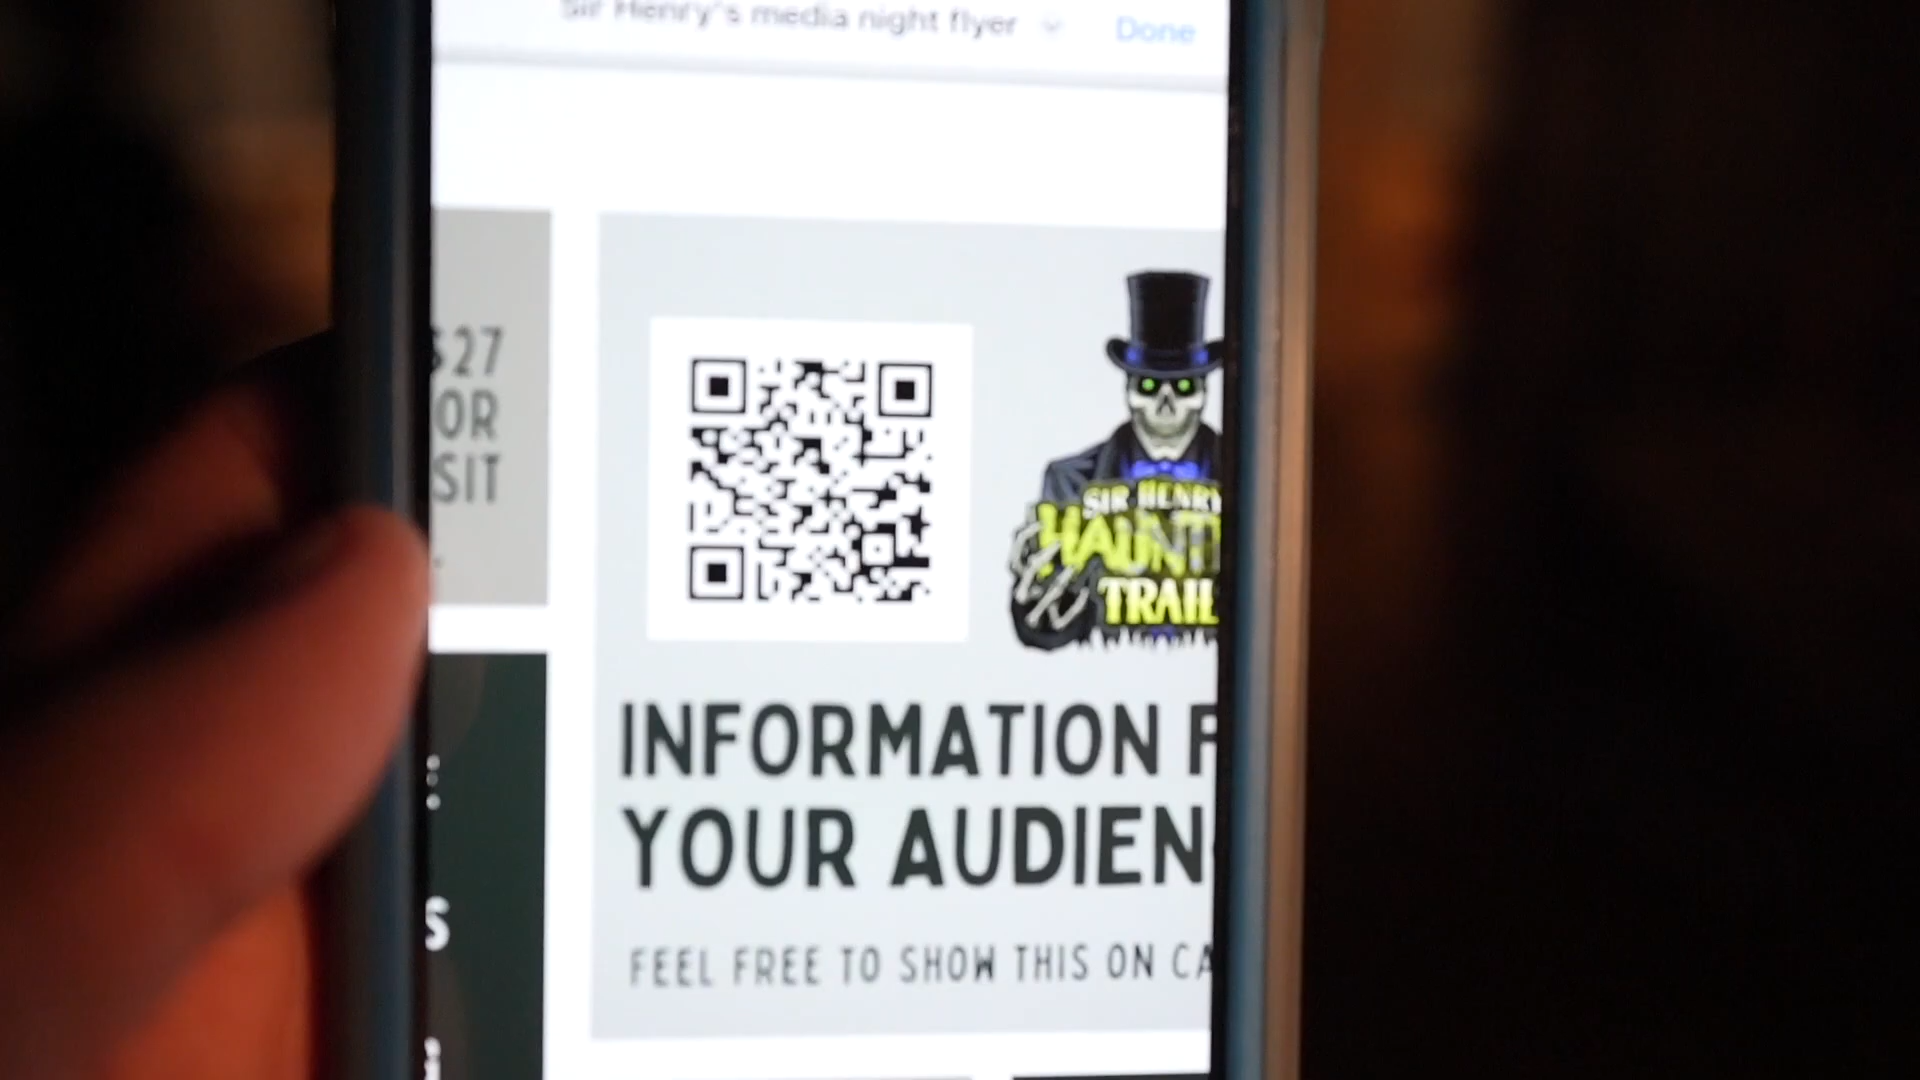 Sir Henry's media night flyer
Done
$27
OR
SIT
SIR HENRY
HAUNT
TRAIL
INFORMATION F
YOUR AUDIEN
FEEL FREE TO SHOW THIS ON CA
S